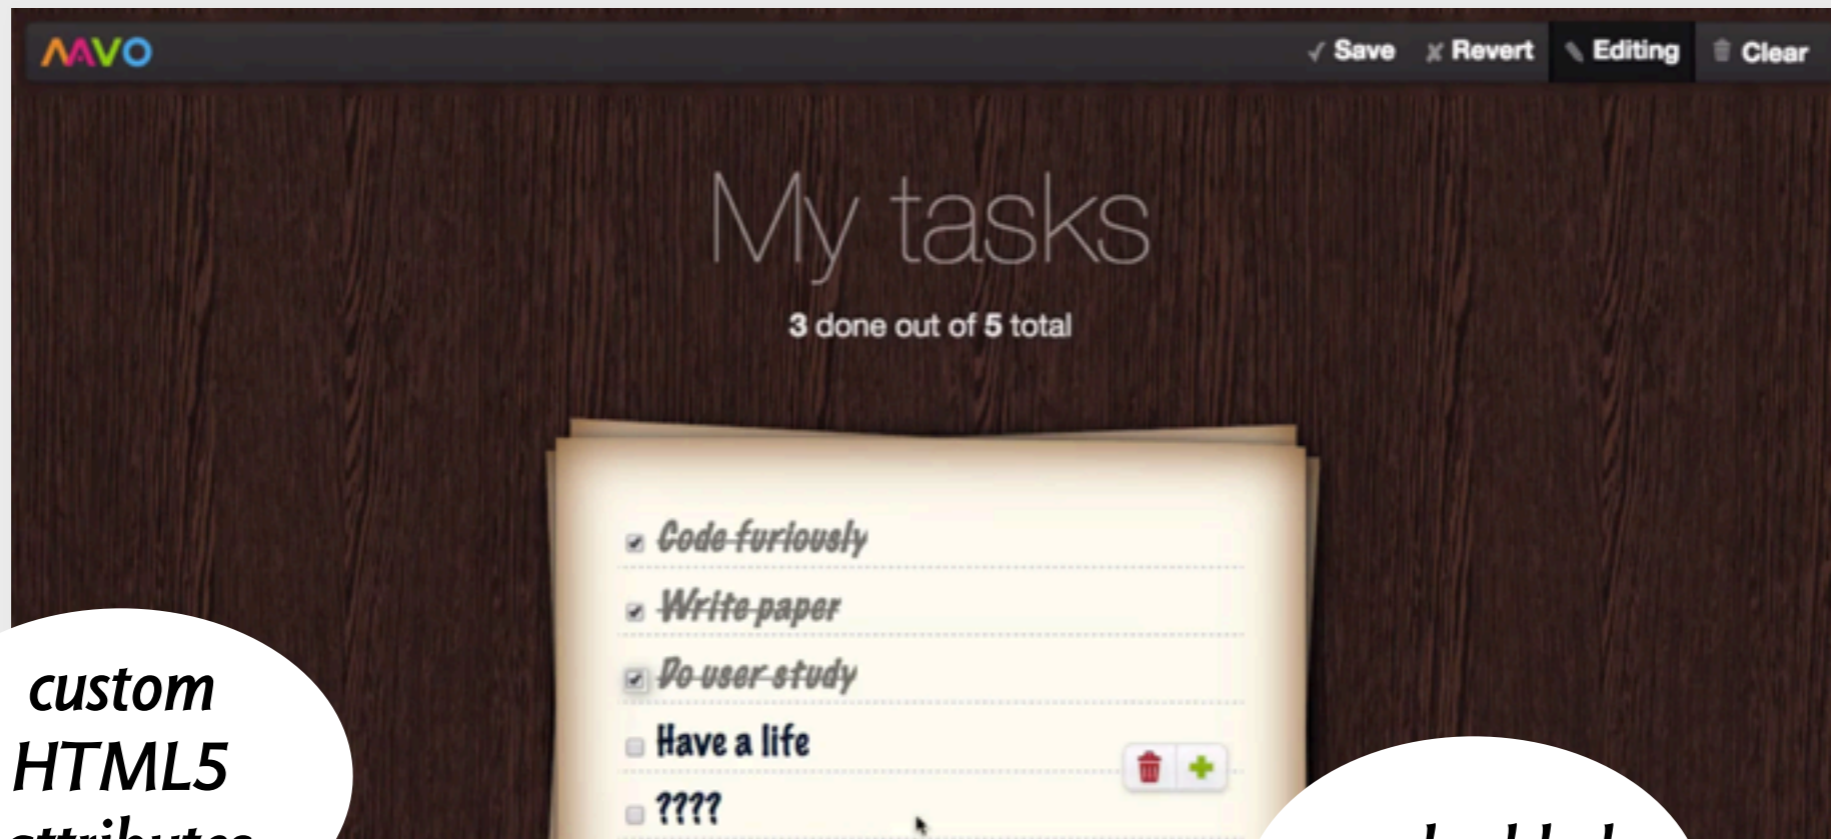 MAVO
Save Revert Editing Clear
My tasks
3 done out of 5 total
Code furiously
Write paper
Do user study
Have a life
????
custom
HTML5
attributes